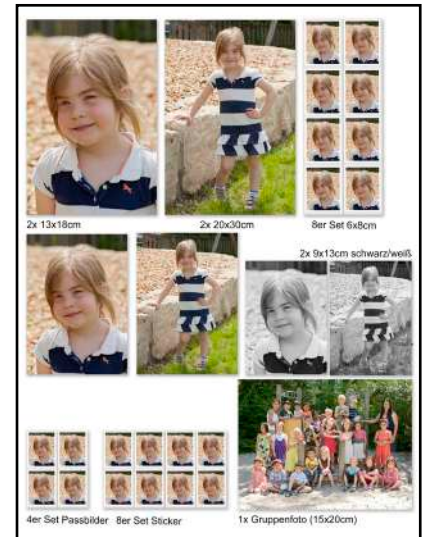 2x 13x18cm
2x 20x30cm
8er Set 6x8cm
2x 9x13cm schwarz/weiß
4er Set Passbilder
8er Set Sticker
1x Gruppenfoto (15x20cm)